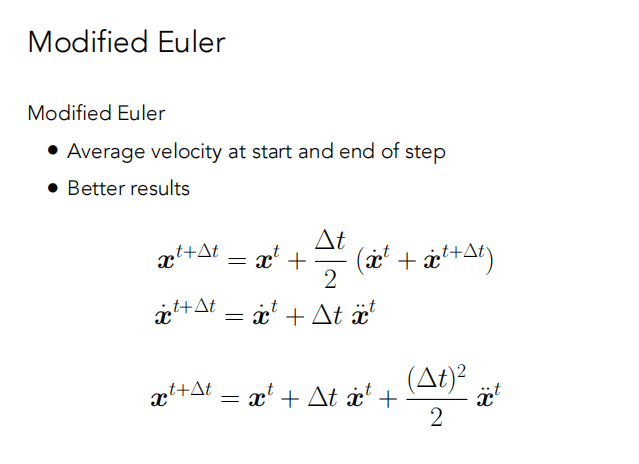 Modified Euler
Modified Euler
• Average velocity at start and end of step
• Better results
$\boldsymbol{x}^{t+\Delta t} = \boldsymbol{x}^{t} + \frac{\Delta t}{2} (\dot{\boldsymbol{x}}^{t} + \dot{\boldsymbol{x}}^{t+\Delta t})$
$\dot{\boldsymbol{x}}^{t+\Delta t} = \dot{\boldsymbol{x}}^{t} + \Delta t \; \ddot{\boldsymbol{x}}^{t}$
$\boldsymbol{x}^{t+\Delta t} = \boldsymbol{x}^{t} + \Delta t \; \dot{\boldsymbol{x}}^{t} + \frac{(\Delta t)^2}{2} \; \ddot{\boldsymbol{x}}^{t}$